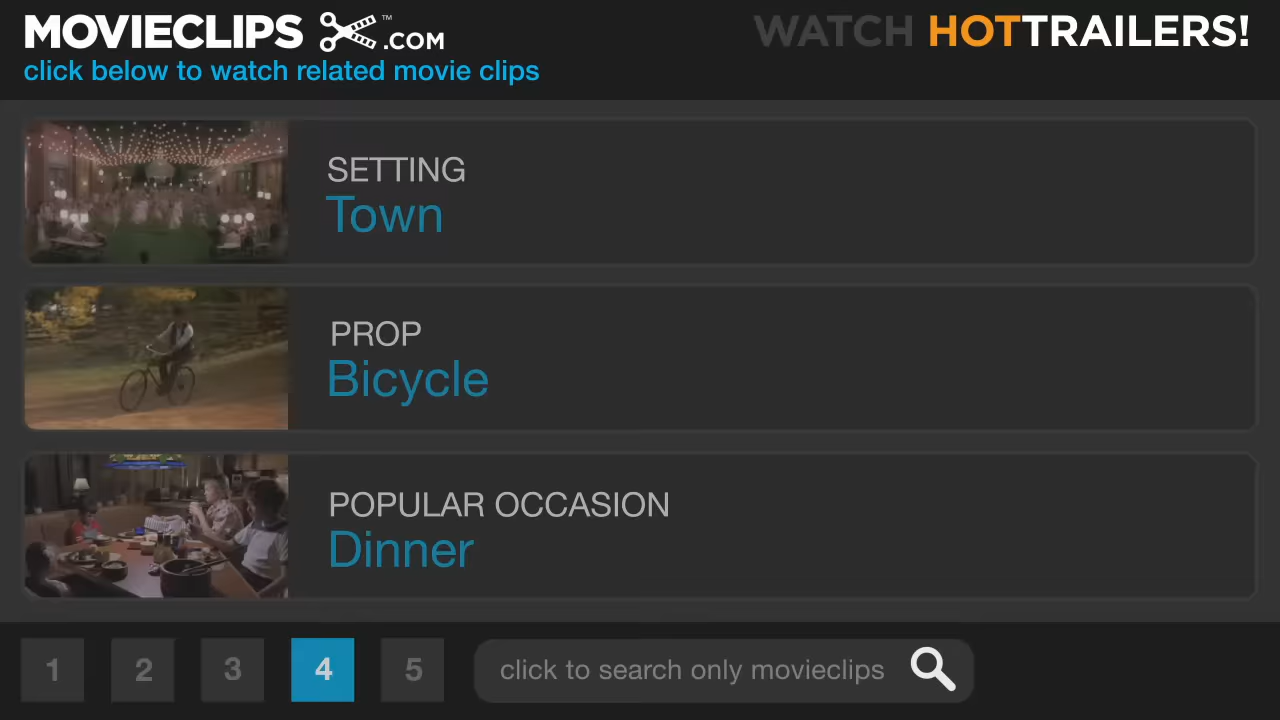 MOVIECLIPS ™.COM
WATCH HOTTRAILERS!
click below to watch related movie clips
SETTING
Town
PROP
Bicycle
POPULAR OCCASION
Dinner
1 2 3 4 5 click to search only movieclips